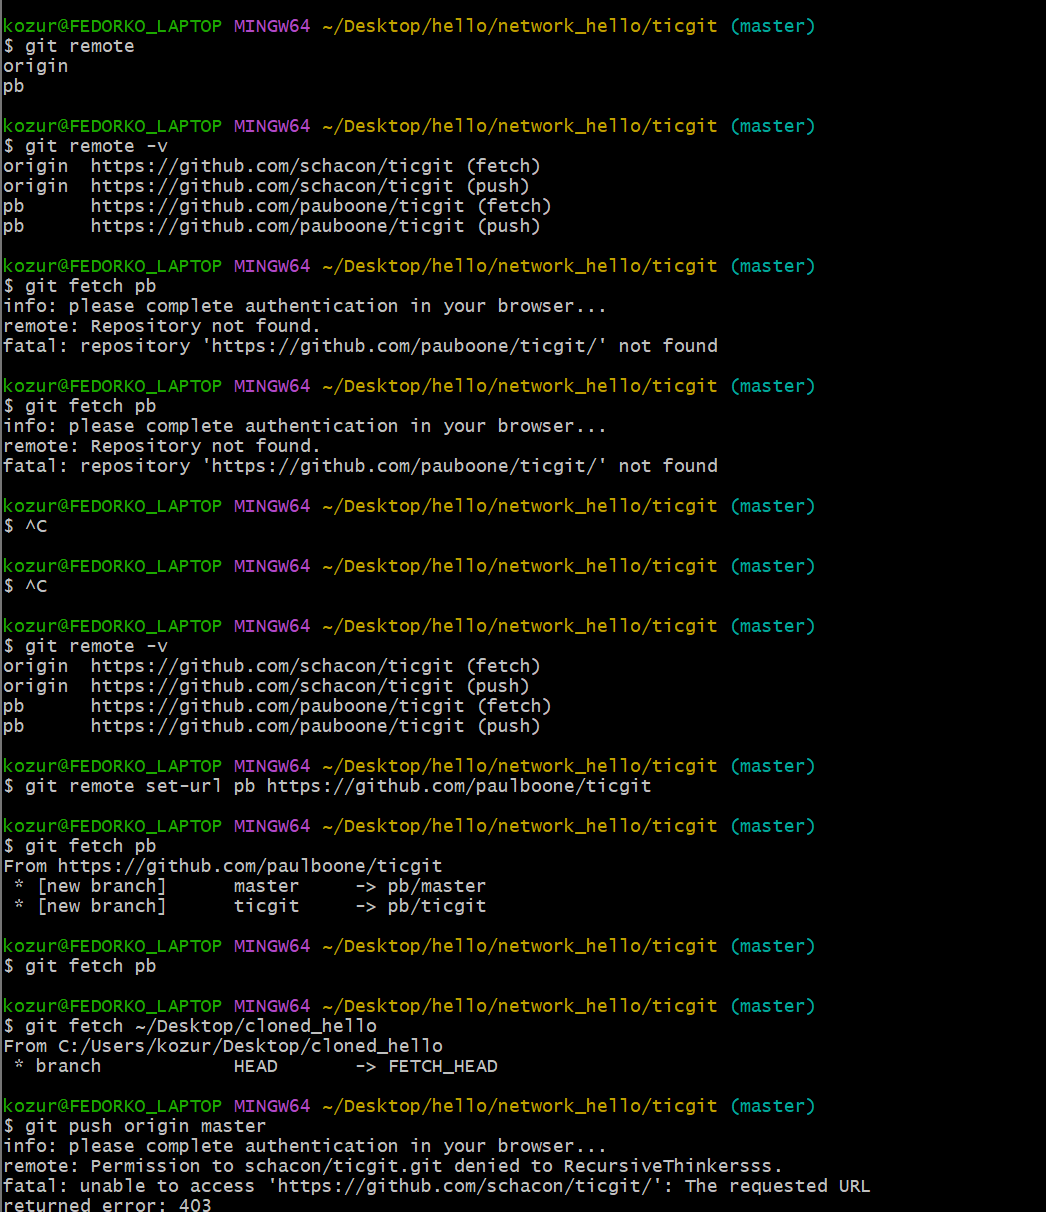 kozur@FEDORKO_LAPTOP MINGW64 ~/Desktop/hello/network_hello/ticgit (master)
$ git remote
origin
pb
kozur@FEDORKO_LAPTOP MINGW64 ~/Desktop/hello/network_hello/ticgit (master)
$ git remote -v
origin  https://github.com/schacon/ticgit (fetch)
origin  https://github.com/schacon/ticgit (push)
pb      https://github.com/pauboone/ticgit (fetch)
pb      https://github.com/pauboone/ticgit (push)
kozur@FEDORKO_LAPTOP MINGW64 ~/Desktop/hello/network_hello/ticgit (master)
$ git fetch pb
info: please complete authentication in your browser...
remote: Repository not found.
fatal: repository 'https://github.com/pauboone/ticgit/' not found
kozur@FEDORKO_LAPTOP MINGW64 ~/Desktop/hello/network_hello/ticgit (master)
$ git fetch pb
info: please complete authentication in your browser...
remote: Repository not found.
fatal: repository 'https://github.com/pauboone/ticgit/' not found
kozur@FEDORKO_LAPTOP MINGW64 ~/Desktop/hello/network_hello/ticgit (master)
$ ^C
kozur@FEDORKO_LAPTOP MINGW64 ~/Desktop/hello/network_hello/ticgit (master)
$ ^C
kozur@FEDORKO_LAPTOP MINGW64 ~/Desktop/hello/network_hello/ticgit (master)
$ git remote -v
origin  https://github.com/schacon/ticgit (fetch)
origin  https://github.com/schacon/ticgit (push)
pb      https://github.com/pauboone/ticgit (fetch)
pb      https://github.com/pauboone/ticgit (push)
kozur@FEDORKO_LAPTOP MINGW64 ~/Desktop/hello/network_hello/ticgit (master)
$ git remote set-url pb https://github.com/paulboone/ticgit
kozur@FEDORKO_LAPTOP MINGW64 ~/Desktop/hello/network_hello/ticgit (master)
$ git fetch pb
From https://github.com/paulboone/ticgit
 * [new branch]      master     -> pb/master
 * [new branch]      ticgit     -> pb/ticgit
kozur@FEDORKO_LAPTOP MINGW64 ~/Desktop/hello/network_hello/ticgit (master)
$ git fetch pb
kozur@FEDORKO_LAPTOP MINGW64 ~/Desktop/hello/network_hello/ticgit (master)
$ git fetch ~/Desktop/cloned_hello
From C:/Users/kozur/Desktop/cloned_hello
 * branch            HEAD       -> FETCH_HEAD
kozur@FEDORKO_LAPTOP MINGW64 ~/Desktop/hello/network_hello/ticgit (master)
$ git push origin master
info: please complete authentication in your browser...
remote: Permission to schacon/ticgit.git denied to RecursiveThinkersss.
fatal: unable to access 'https://github.com/schacon/ticgit/': The requested URL
returned error: 403